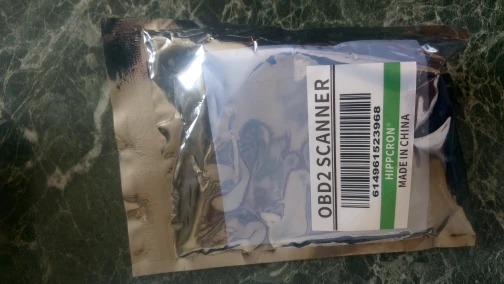 OBD2 SCANNER
614961523968
HIPPCRON®
MADE IN CHINA